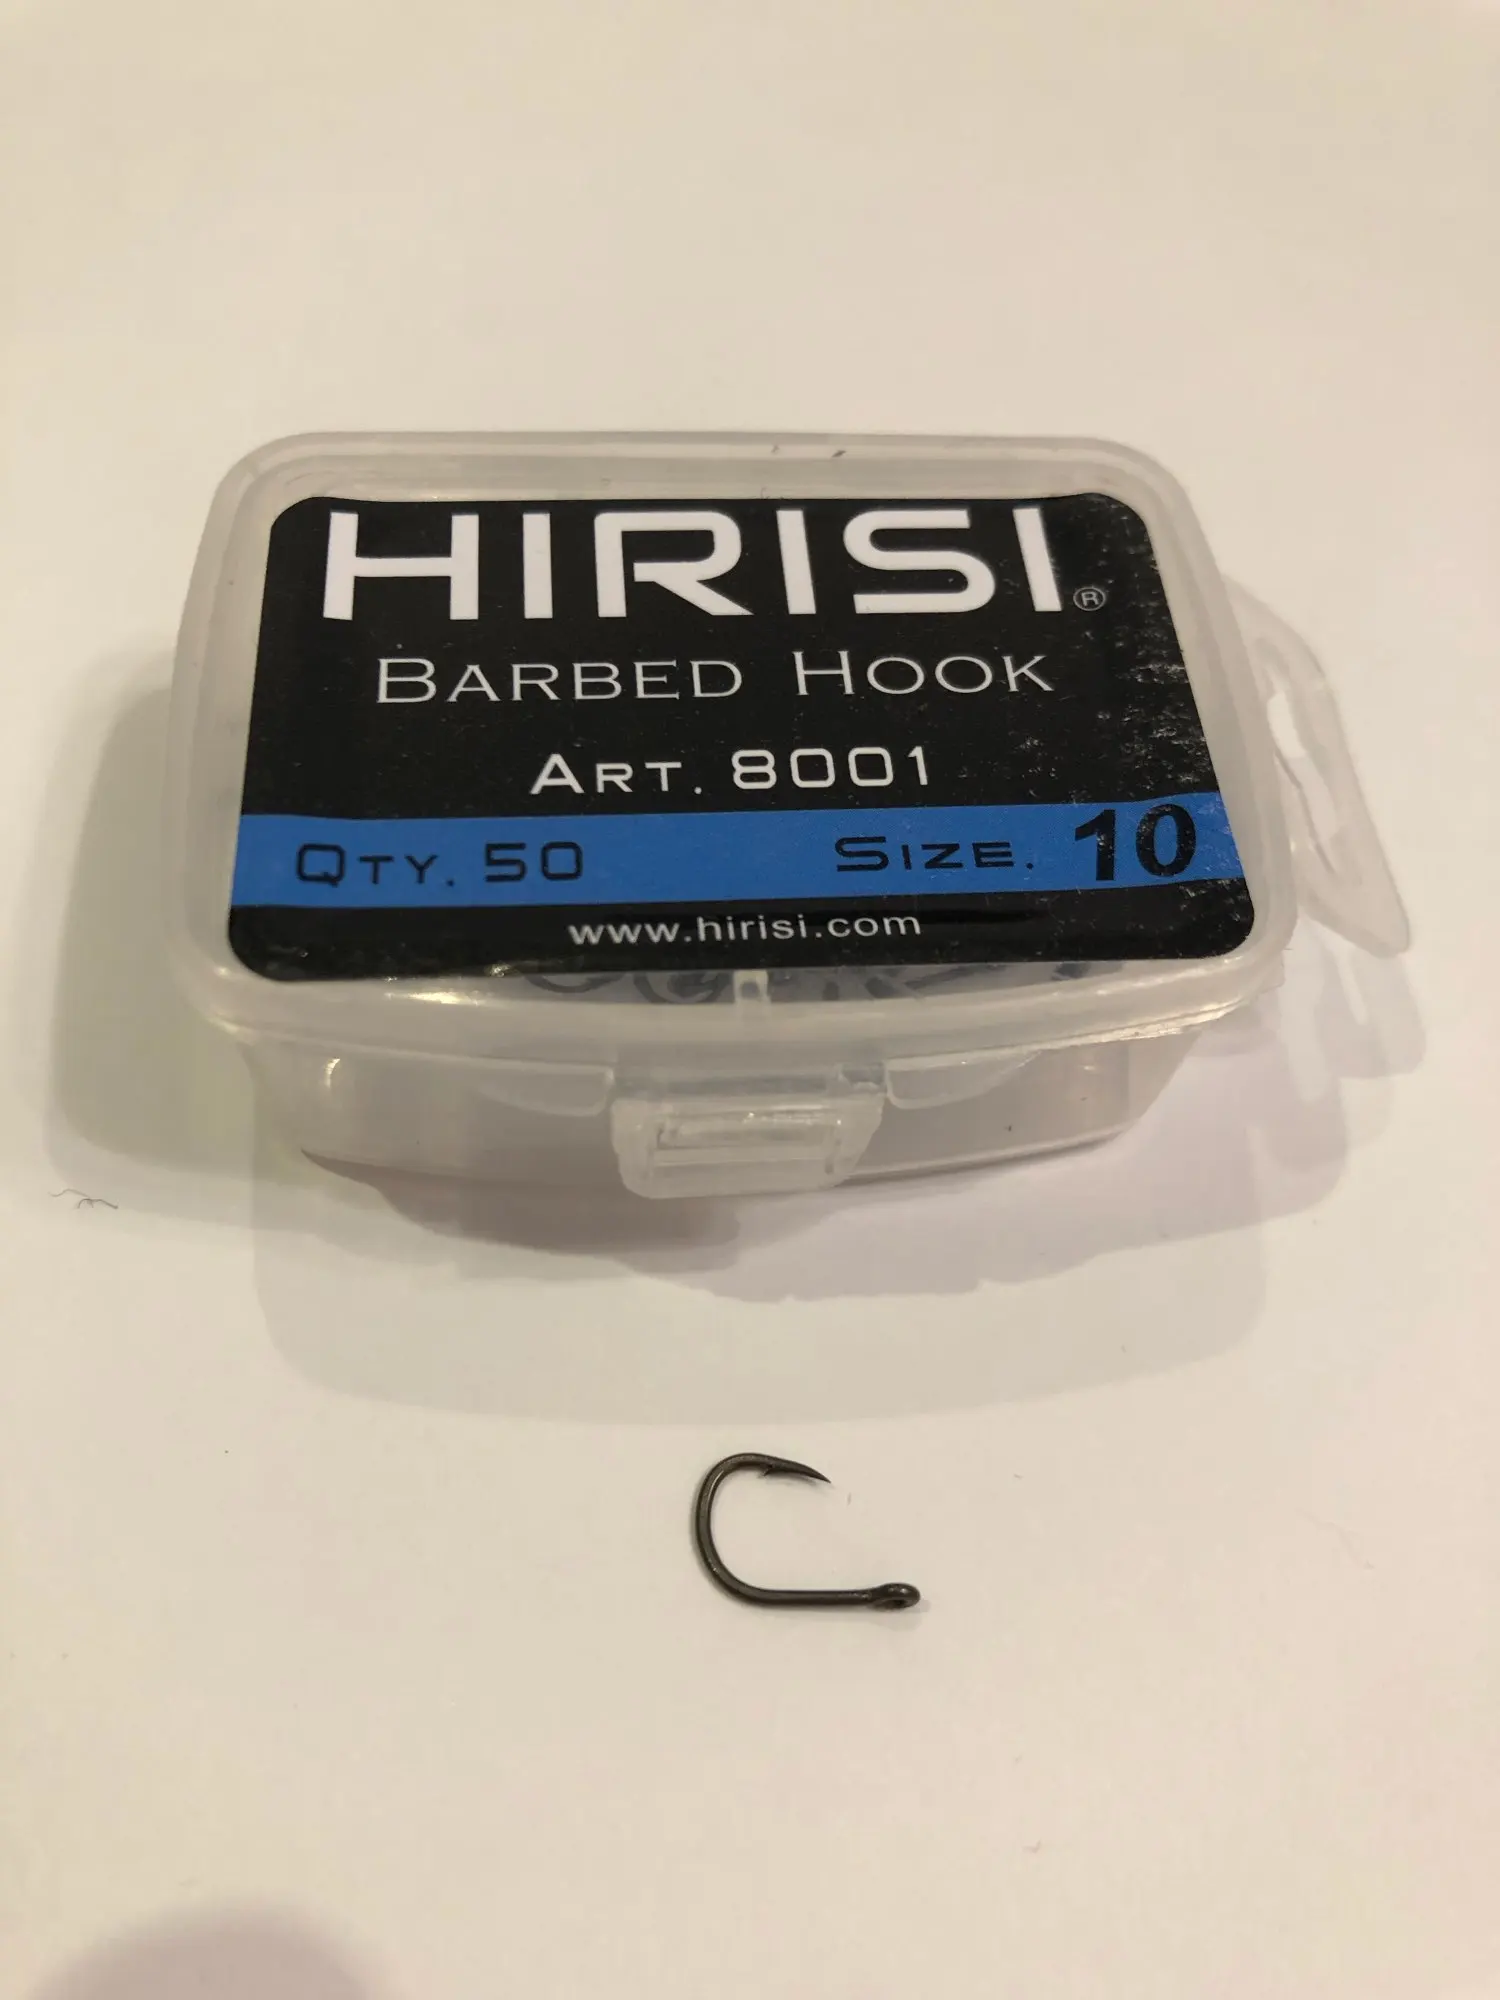 HIRISI®
BARBED HOOK
ART. 8001
QTY. 50 SIZE. 10
www.hirisi.com